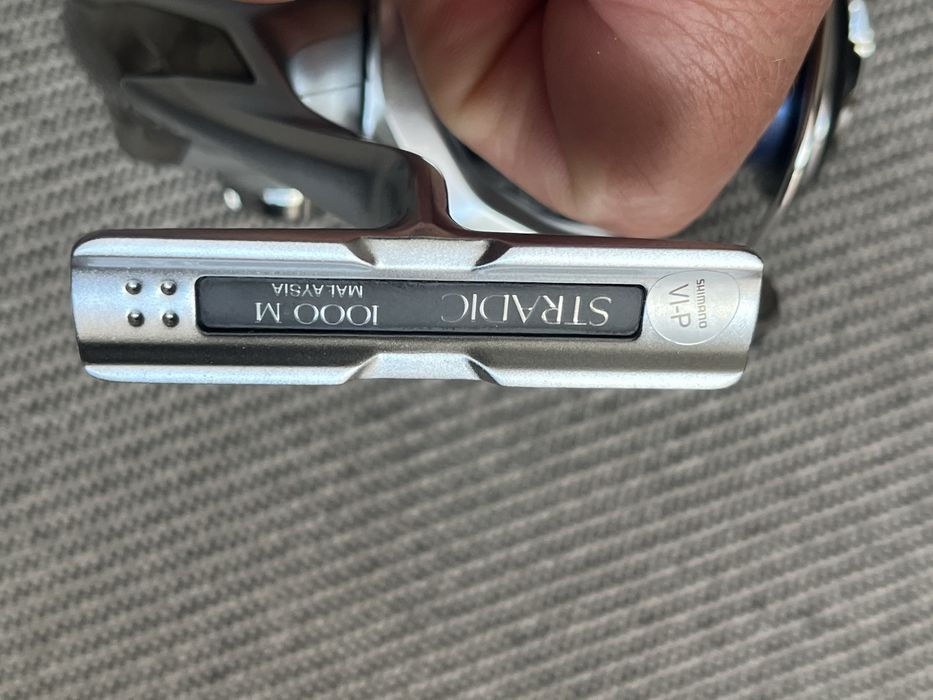 SHIMANO
VI-P
STRADIC 1000 M
MALAYSIA